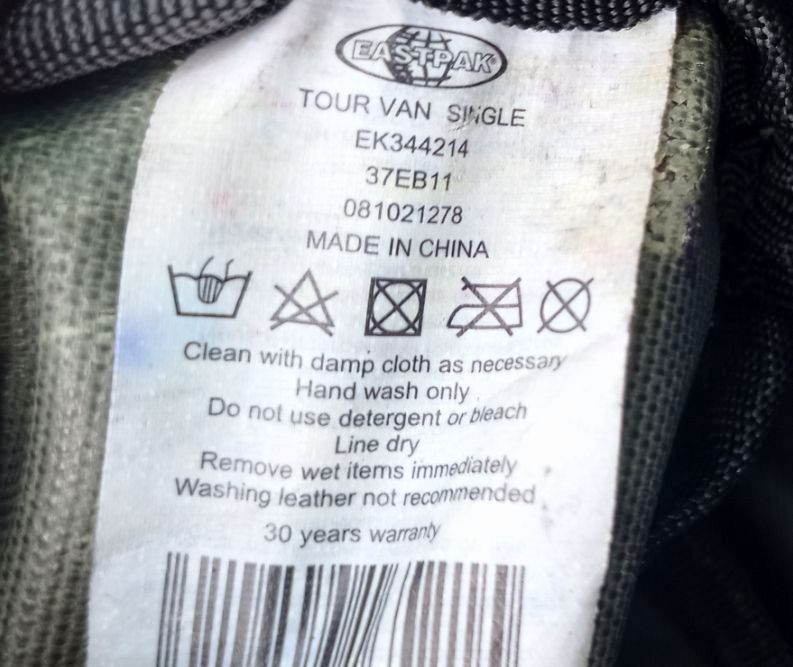 EASTPAK®
TOUR VAN SINGLE
EK344214
37EB11
081021278
MADE IN CHINA
Clean with damp cloth as necessary
Hand wash only
Do not use detergent or bleach
Line dry
Remove wet items immediately
Washing leather not recommended
30 years warranty